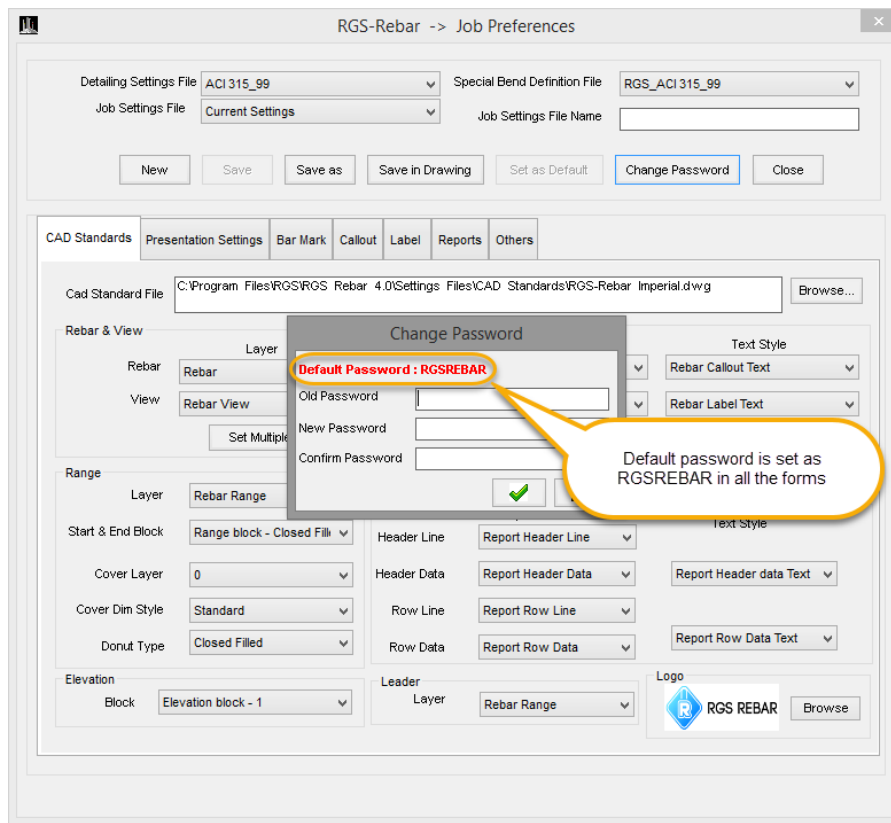 RGS-Rebar -> Job Preferences
Detailing Settings File ACI 315_99 Special Bend Definition File RGS_ACI 315_99
Job Settings File Current Settings Job Settings File Name
New Save Save as Save in Drawing Set as Default Change Password Close
CAD Standards Presentation Settings Bar Mark Callout Label Reports Others
Cad Standard File C:\Program Files\RGS\RGS Rebar 4.0\Settings Files\CAD Standards\RGS-Rebar Imperial.dwg Browse...
Rebar & View
Layer Text Style
Rebar Rebar Rebar Callout Text
View Rebar View Rebar Label Text
Set Multiple
Change Password
Default Password : RGSREBAR
Old Password
New Password
Confirm Password
Default password is set as
RGSREBAR in all the forms
Range
Layer Rebar Range
Text Style
Start & End Block Range block - Closed Fill Header Line Report Header Line
Cover Layer 0 Header Data Report Header Data Report Header data Text
Cover Dim Style Standard Row Line Report Row Line
Donut Type Closed Filled Row Data Report Row Data Report Row Data Text
Elevation Leader Logo
Block Elevation block - 1 Layer Rebar Range R RGS REBAR Browse